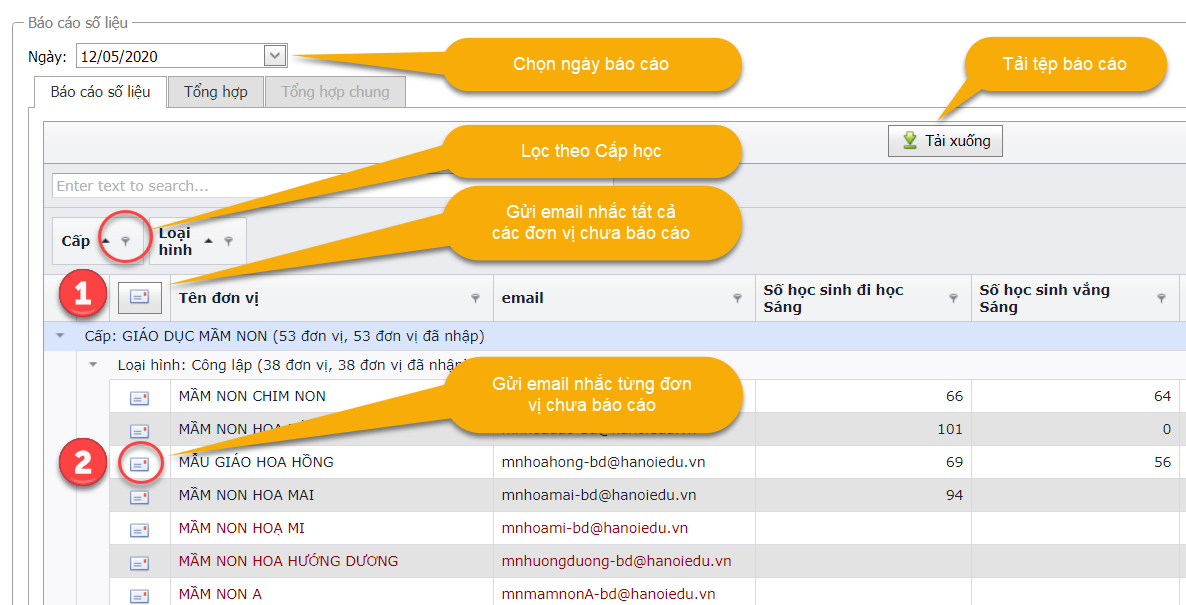 Báo cáo số liệu
Ngày: 12/05/2020
Chọn ngày báo cáo
Tải tệp báo cáo
Báo cáo số liệu Tổng hợp Tổng hợp chung
Tải xuống
Lọc theo Cấp học
Enter text to search...
Gửi email nhắc tất cả
các đơn vị chưa báo cáo
Cấp
Loại
hình
1
Tên đơn vị
email
Số học sinh đi học
Sáng
Số học sinh vắng
Sáng
Cấp: GIÁO DỤC MẦM NON (53 đơn vị, 53 đơn vị đã nhập)
Loại hình: Công lập (38 đơn vị, 38 đơn vị đã nhập
Gửi email nhắc từng đơn
vị chưa báo cáo
MẦM NON CHIM NON 66 64
MẦM NON HOA 101 0
2
MẪU GIÁO HOA HỒNG mnhoahong-bd@hanoiedu.vn 69 56
MẦM NON HOA MAI mnhoamai-bd@hanoiedu.vn 94
MẦM NON HOẠ MI mnhoami-bd@hanoiedu.vn
MẦM NON HOA HƯỚNG DƯƠNG mnhuongduong-bd@hanoiedu.vn
MẦM NON A mnmamnonA-bd@hanoiedu.vn